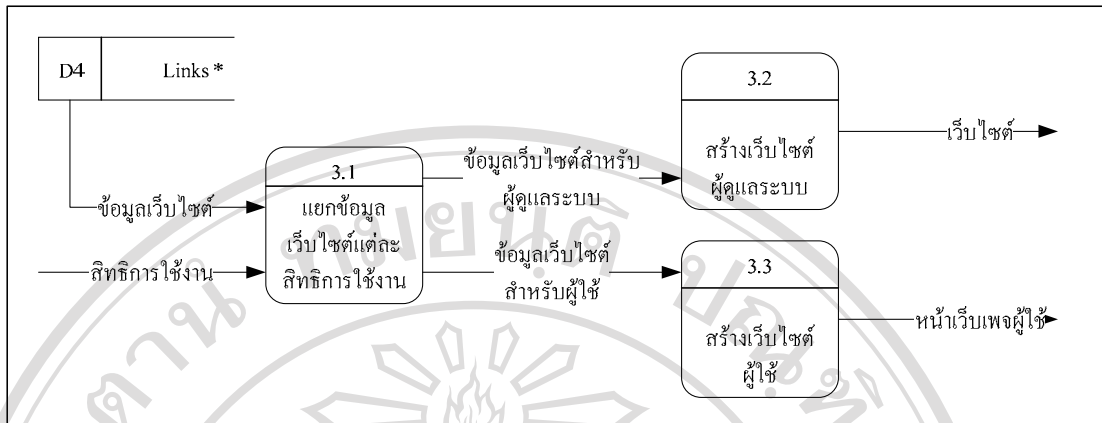 D4 Links *
ข้อมูลเว็บไซต์
สิทธิการใช้งาน
3.1
แยกข้อมูล
เว็บไซต์แต่ละ
สิทธิการใช้งาน
ข้อมูลเว็บไซต์สำหรับ
ผู้ดูแลระบบ
ข้อมูลเว็บไซต์
สำหรับผู้ใช้
3.2
สร้างเว็บไซต์
ผู้ดูแลระบบ
เว็บไซต์
3.3
สร้างเว็บไซต์
ผู้ใช้
หน้าเว็บเพจผู้ใช้